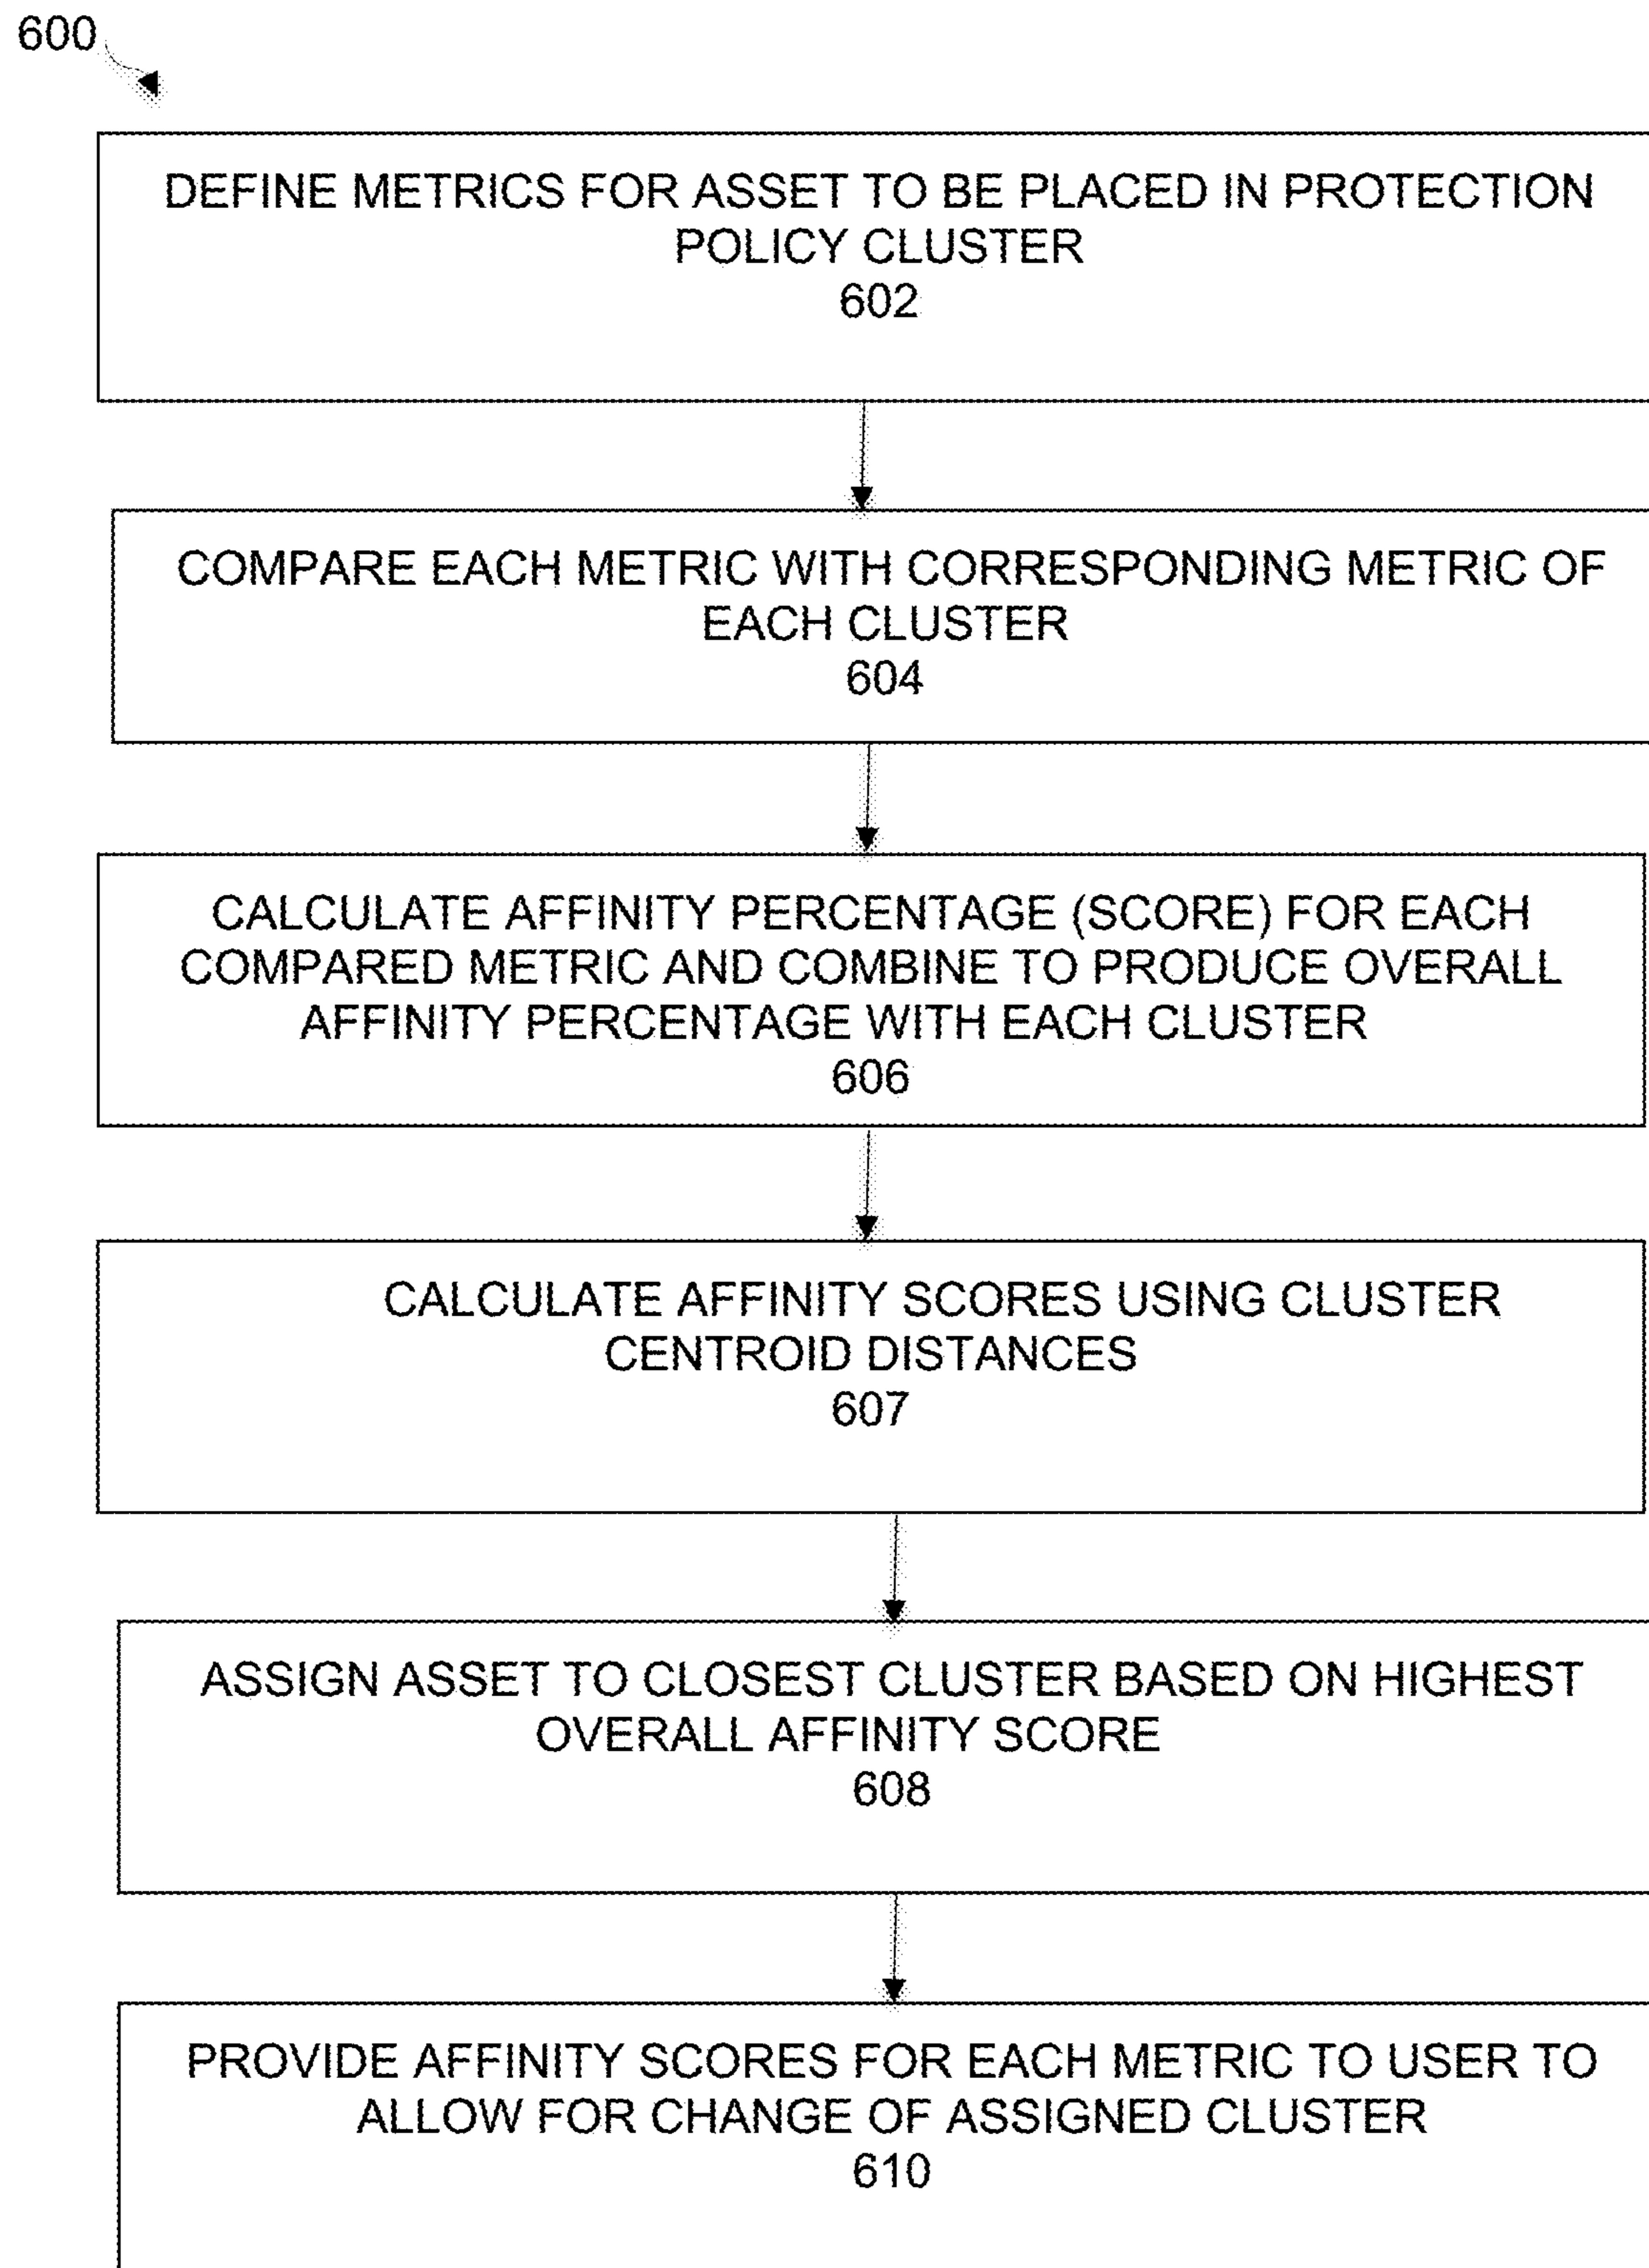 600
DEFINE METRICS FOR ASSET TO BE PLACED IN PROTECTION
POLICY CLUSTER
602
COMPARE EACH METRIC WITH CORRESPONDING METRIC OF
EACH CLUSTER
604
CALCULATE AFFINITY PERCENTAGE (SCORE) FOR EACH
COMPARED METRIC AND COMBINE TO PRODUCE OVERALL
AFFINITY PERCENTAGE WITH EACH CLUSTER
606
CALCULATE AFFINITY SCORES USING CLUSTER
CENTROID DISTANCES
607
ASSIGN ASSET TO CLOSEST CLUSTER BASED ON HIGHEST
OVERALL AFFINITY SCORE
608
PROVIDE AFFINITY SCORES FOR EACH METRIC TO USER TO
ALLOW FOR CHANGE OF ASSIGNED CLUSTER
610